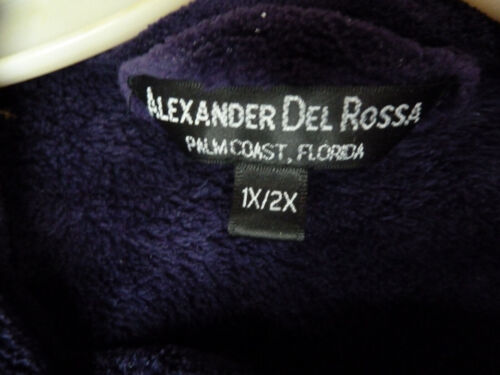 ALEXANDER DEL ROSSA
PALM COAST, FLORIDA
1X/2X